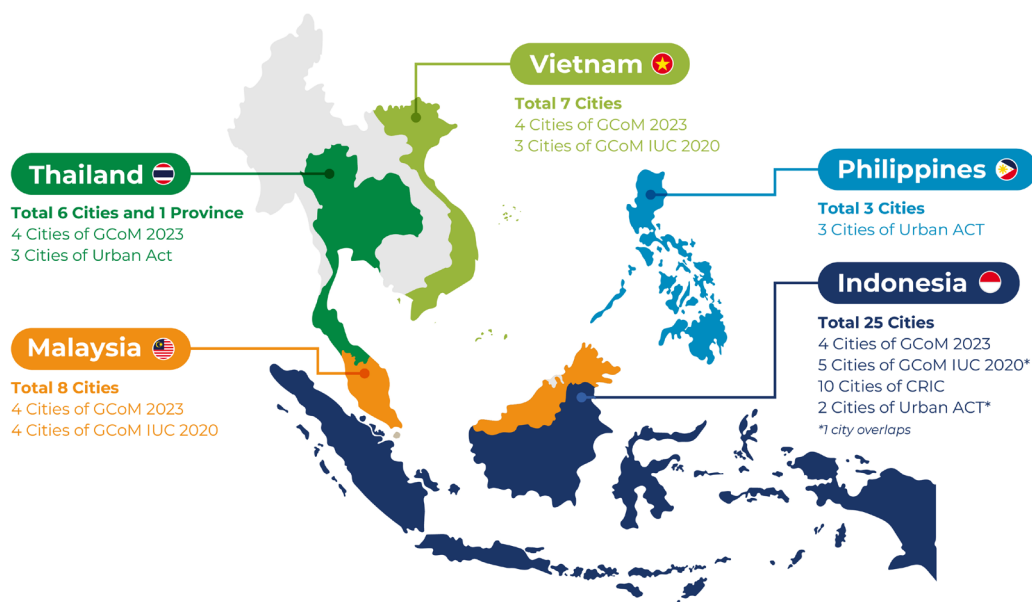 Vietnam
Total 7 Cities
4 Cities of GCoM 2023
3 Cities of GCoM IUC 2020
Thailand
Total 6 Cities and 1 Province
4 Cities of GCoM 2023
3 Cities of Urban Act
Philippines
Total 3 Cities
3 Cities of Urban ACT
Indonesia
Total 25 Cities
4 Cities of GCoM 2023
5 Cities of GCoM IUC 2020*
10 Cities of CRIC
2 Cities of Urban ACT*
*1 city overlaps
Malaysia
Total 8 Cities
4 Cities of GCoM 2023
4 Cities of GCoM IUC 2020